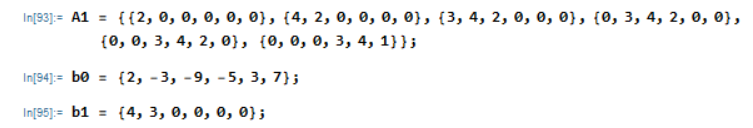 In[93]:= A1 = {{2, 0, 0, 0, 0, 0}, {4, 2, 0, 0, 0, 0}, {3, 4, 2, 0, 0, 0}, {0, 3, 4, 2, 0, 0},
{0, 0, 3, 4, 2, 0}, {0, 0, 0, 3, 4, 1}};
In[94]:= b0 = {2, -3, -9, -5, 3, 7};
In[95]:= b1 = {4, 3, 0, 0, 0, 0};